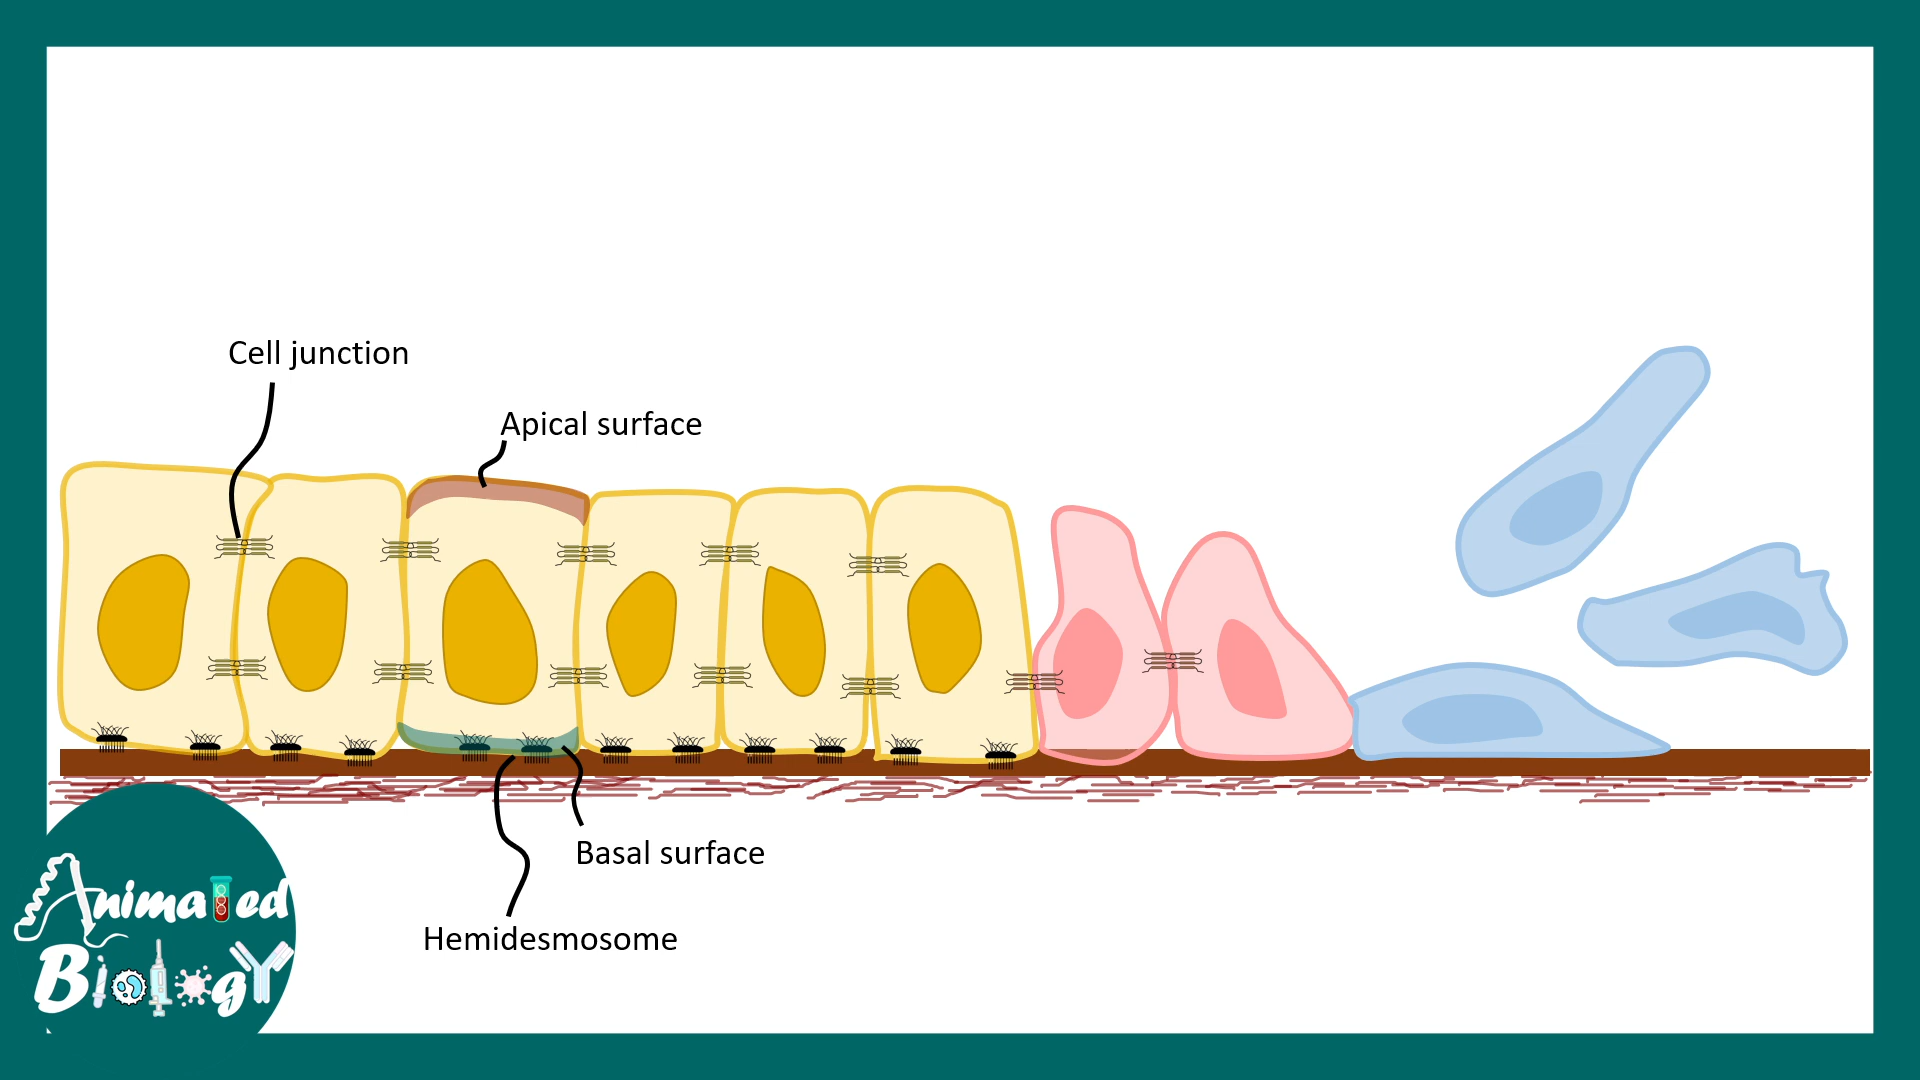 Cell junction
Apical surface
Basal surface
Hemidesmosome
Animated
Biology